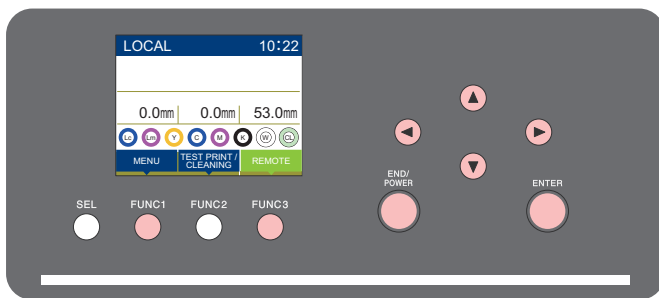 LOCAL 10:22
0.0mm 0.0mm 53.0mm
Lc Lm Y C M K W CL
MENU TEST PRINT / CLEANING REMOTE
END/
POWER ENTER
SEL FUNC1 FUNC2 FUNC3